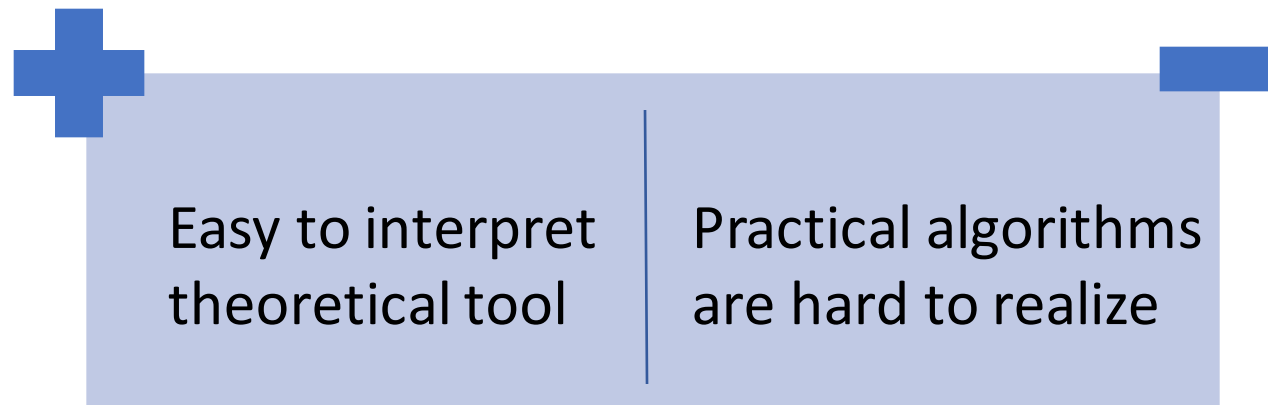 Easy to interpret
theoretical tool
Practical algorithms
are hard to realize